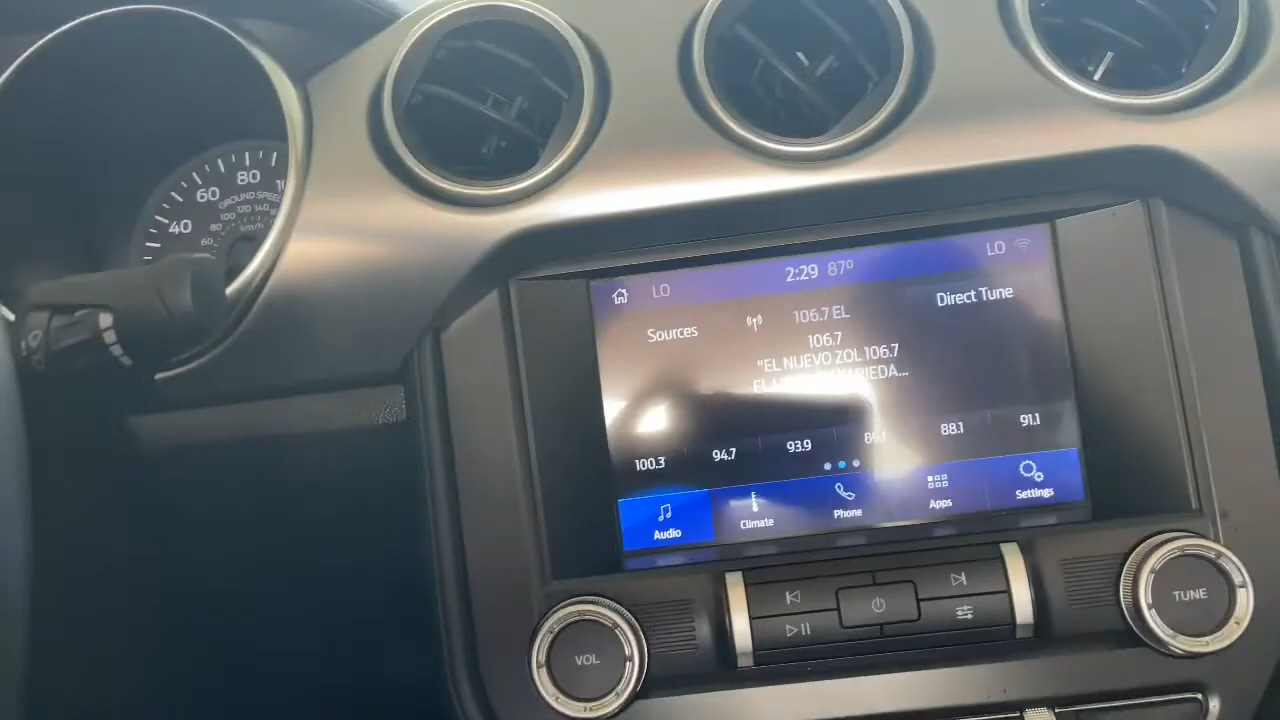 40
60
80
GROUND SPEED
60
80
100
120
140
km/h
LO
2:29 87°
LO
Sources
106.7 EL
Direct Tune
106.7
"EL NUEVO ZOL 106.7
100.3
94.7
93.9
88.1
91.1
Audio
Climate
Phone
Apps
Settings
VOL
TUNE